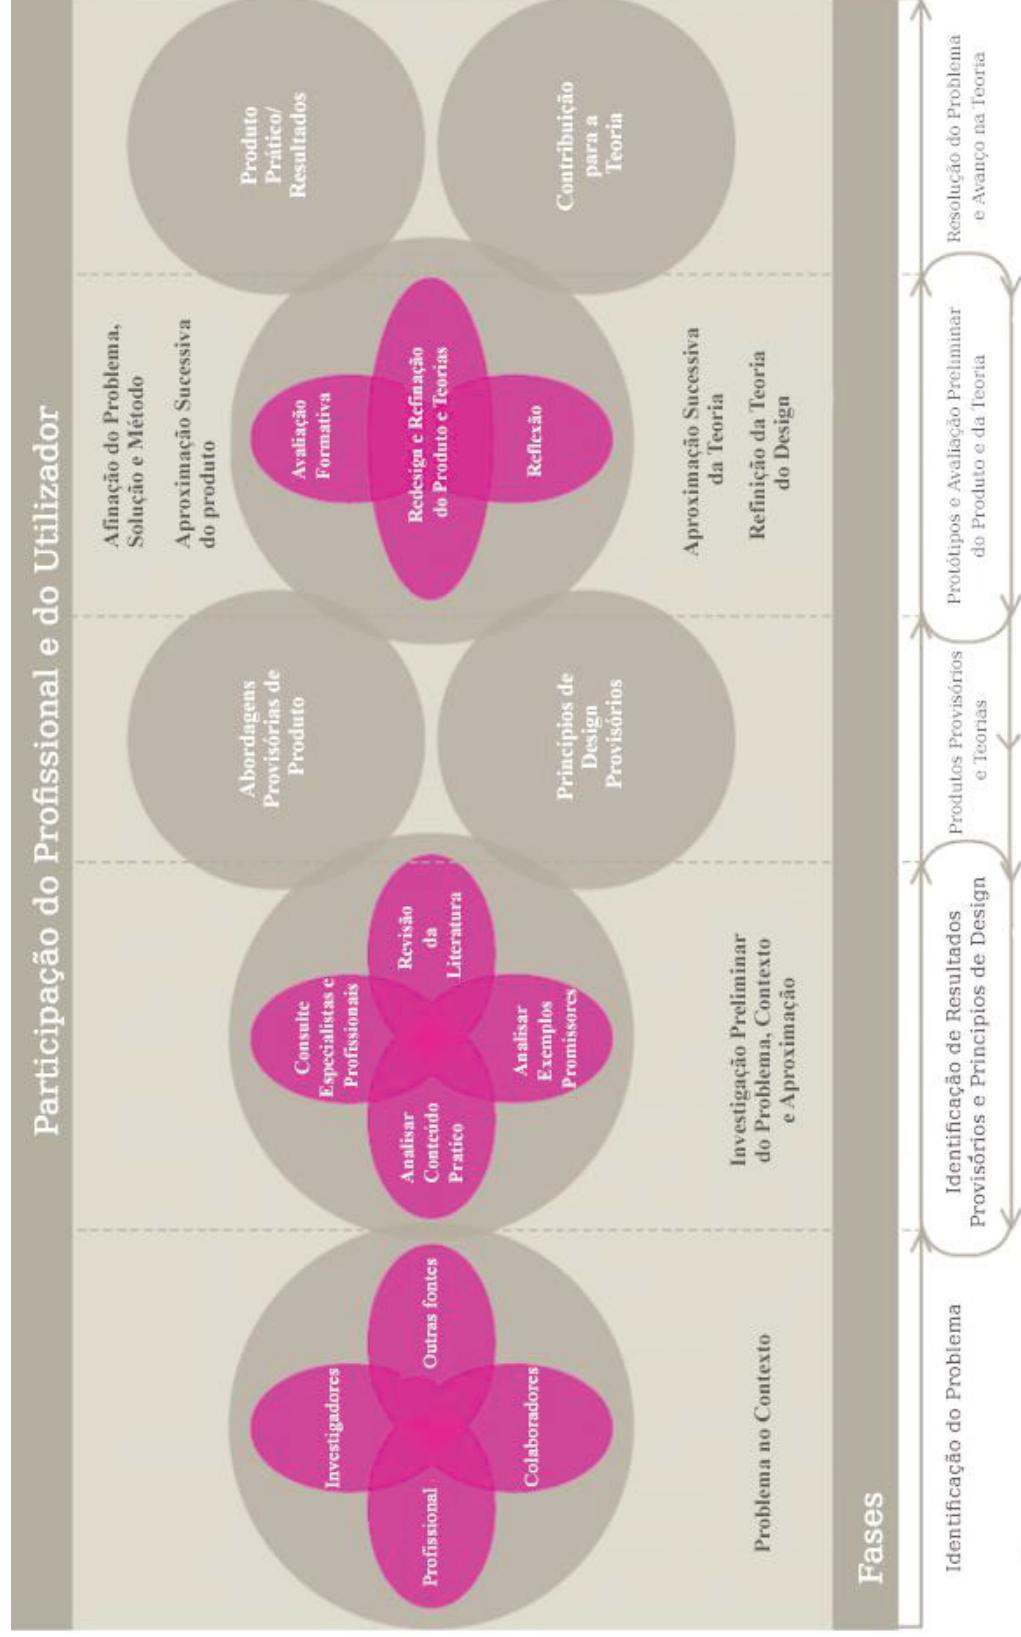 Participação do Profissional e do Utilizador
Investigadores
Profissional
Outras fontes
Colaboradores
Problema no Contexto
Consulte
Especialistas e
Profissionais
Analisar
Conteúdo
Pratico
Revisão
da
Literatura
Analisar
Exemplos
Promissores
Investigação Preliminar
do Problema, Contexto
e Aproximação
Abordagens
Provisórias de
Produto
Princípios de
Design
Provisórios
Afinação do Problema,
Solução e Método
Aproximação Sucessiva
do produto
Avaliação
Formativa
Redesign e Refinação
do Produto e Teorias
Reflexão
Aproximação Sucessiva
da Teoria
Refinição da Teoria
do Design
Produto
Prático/
Resultados
Contribuição
para a
Teoria
Fases
Identificação do Problema
Identificação de Resultados
Provisórios e Principios de Design
Produtos Provisórios
e Teorias
Protótipos e Avaliação Preliminar
do Produto e da Teoria
Resolução do Problema
e Avanço na Teoria